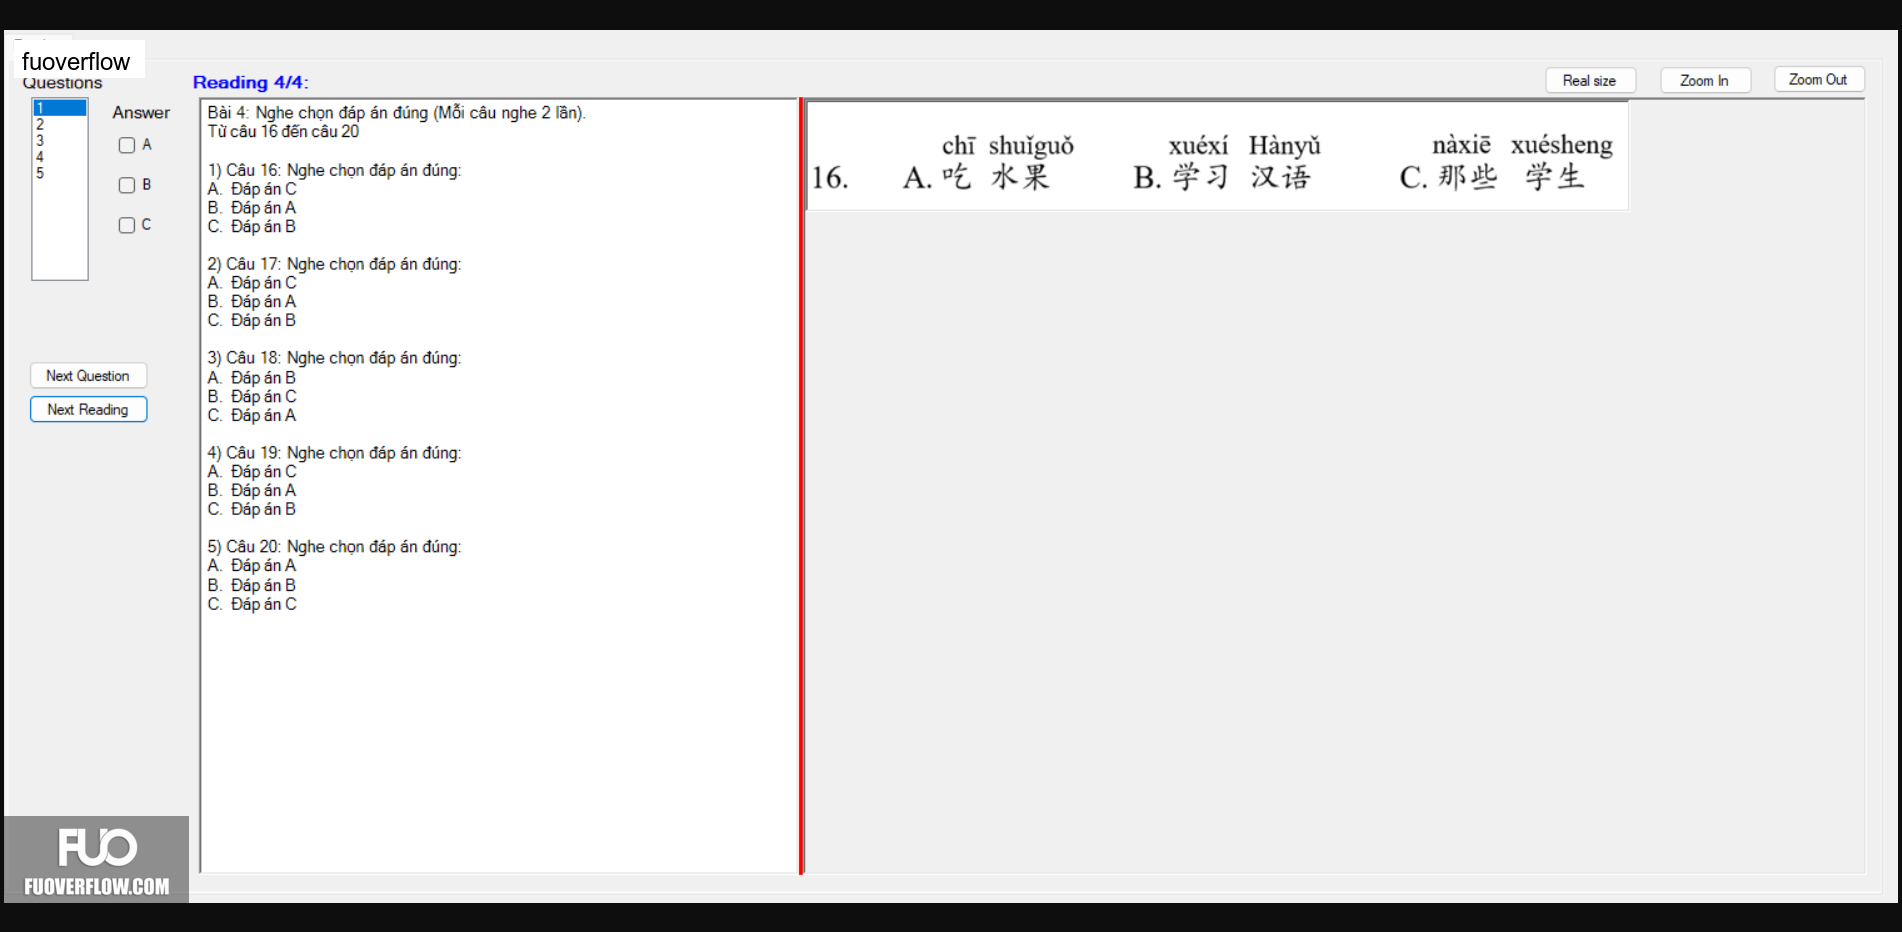 fuoverflow
Questions
Reading 4/4:
Real size
Zoom In
Zoom Out
1
2
3
4
5
Answer
A
B
C
Next Question
Next Reading
Bài 4: Nghe chọn đáp án đúng (Mỗi câu nghe 2 lần).
Từ câu 16 đến câu 20
1) Câu 16: Nghe chọn đáp án đúng:
A. Đáp án C
B. Đáp án A
C. Đáp án B
2) Câu 17: Nghe chọn đáp án đúng:
A. Đáp án C
B. Đáp án A
C. Đáp án B
3) Câu 18: Nghe chọn đáp án đúng:
A. Đáp án B
B. Đáp án C
C. Đáp án A
4) Câu 19: Nghe chọn đáp án đúng:
A. Đáp án C
B. Đáp án A
C. Đáp án B
5) Câu 20: Nghe chọn đáp án đúng:
A. Đáp án A
B. Đáp án B
C. Đáp án C
chī shuǐguǒ xuéxí Hànyǔ nàxiē xuésheng
16. A. 吃 水果 B. 学习 汉语 C. 那些 学生
FUO
FUOVERFLOW.COM